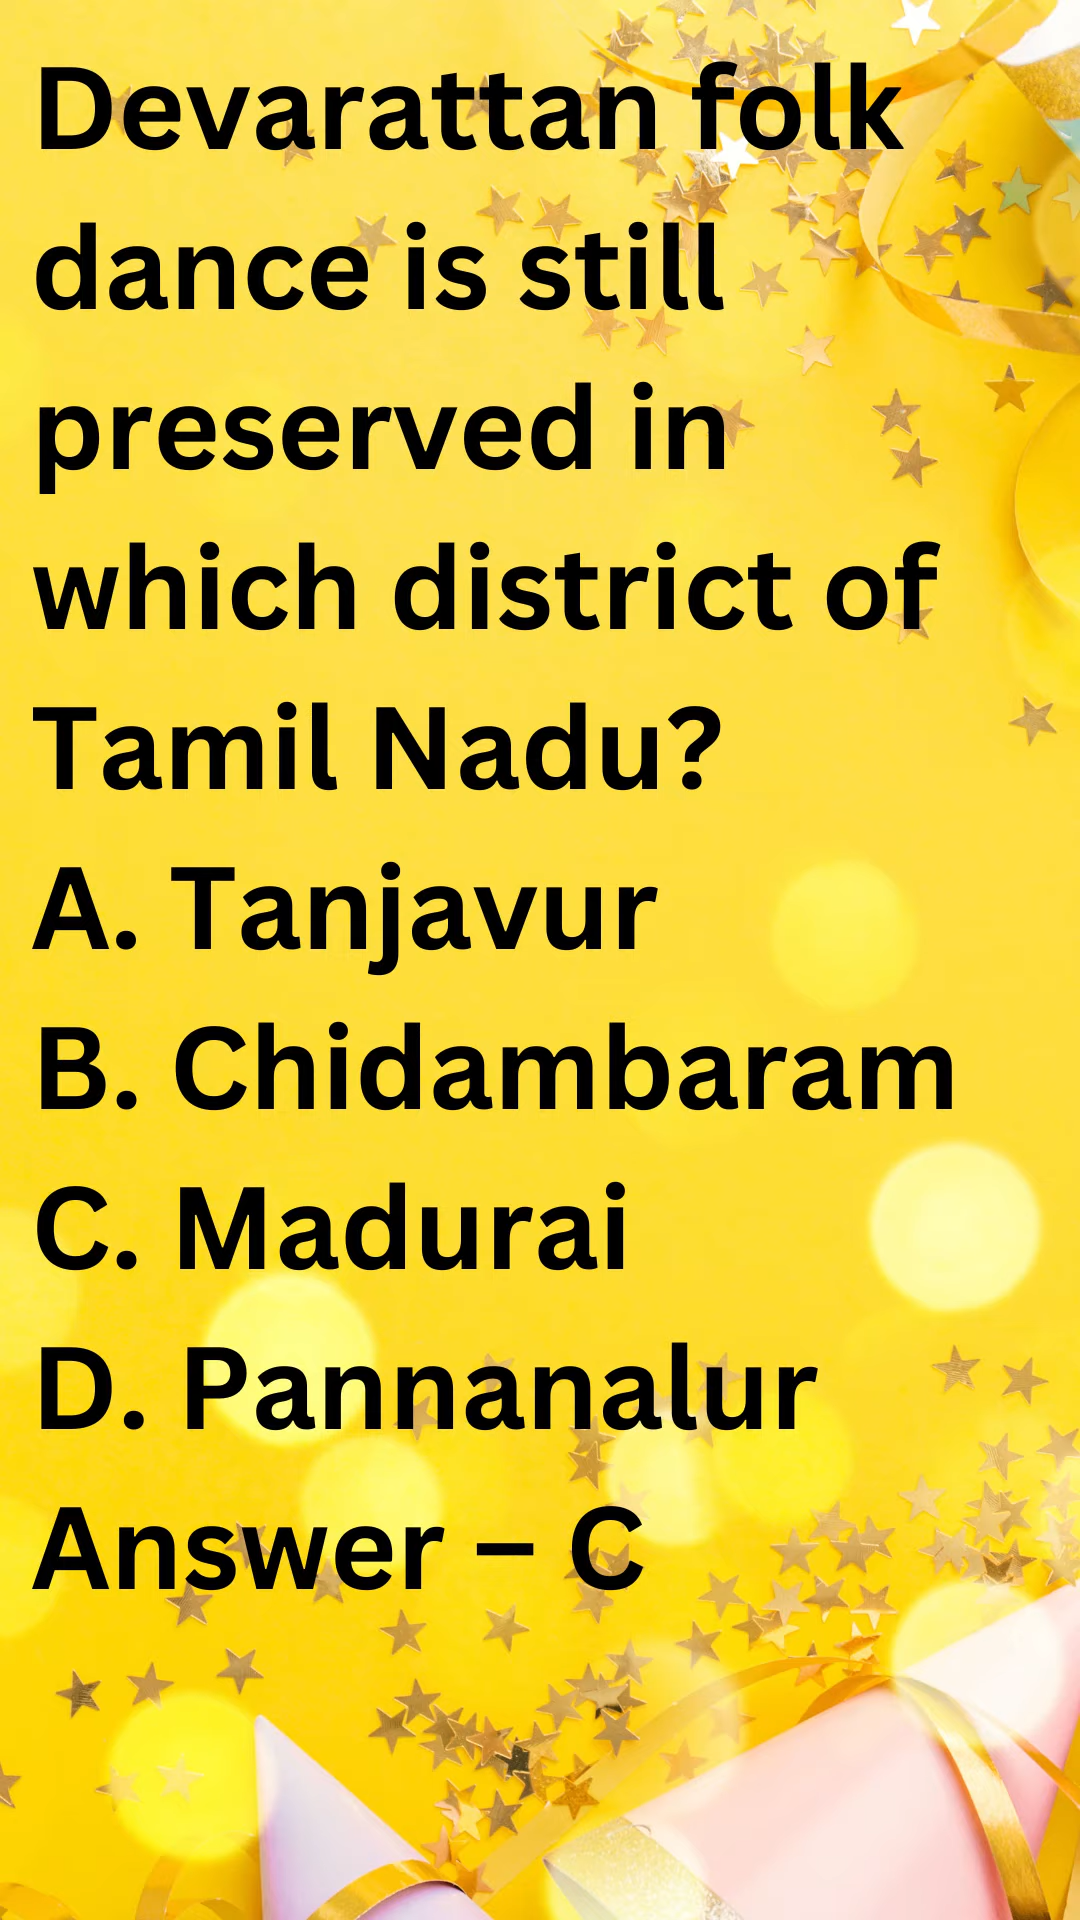 Devarattan folk
dance is still
preserved in
which district of
Tamil Nadu?
A. Tanjavur
B. Chidambaram
C. Madurai
D. Pannanalur
Answer – C